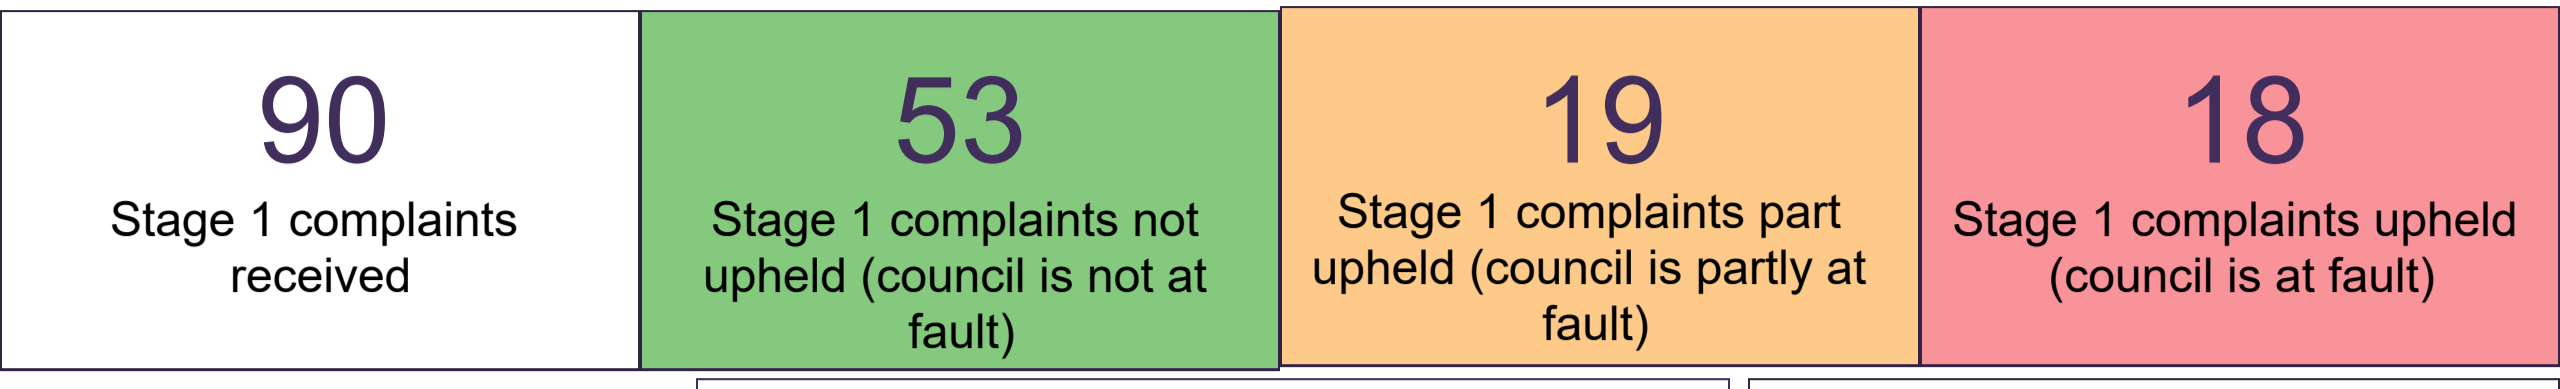 90
Stage 1 complaints
received
53
Stage 1 complaints not
upheld (council is not at
fault)
19
Stage 1 complaints part
upheld (council is partly at
fault)
18
Stage 1 complaints upheld
(council is at fault)